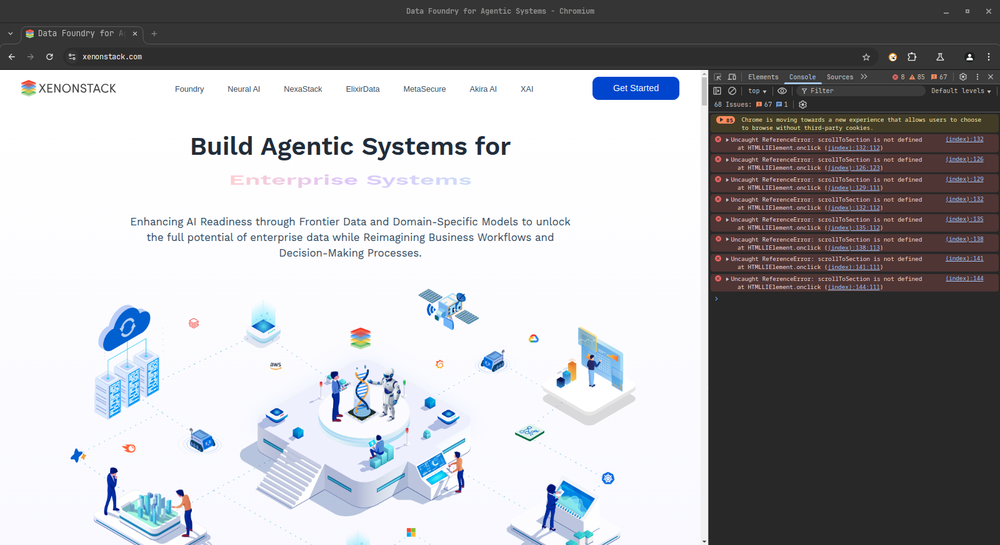 Data Foundry for Agentic Systems - Chromium
Data Foundry for A
xenonstack.com
XENONSTACK
Foundry
Neural AI
NexaStack
ElixirData
MetaSecure
Akira AI
XAI
Get Started
Build Agentic Systems for
Enterprise Systems
Enhancing AI Readiness through Frontier Data and Domain-Specific Models to unlock
the full potential of enterprise data while Reimagining Business Workflows and
Decision-Making Processes.
aws
Elements
Console
Sources
8
85
67
top
Filter
Default levels
68 Issues:
67
1
85
Chrome is moving towards a new experience that allows users to choose
to browse without third-party cookies.
Uncaught ReferenceError: scrollToSection is not defined (index):132
at HTMLLIElement.onclick ((index):132:112)
Uncaught ReferenceError: scrollToSection is not defined (index):126
at HTMLLIElement.onclick ((index):126:123)
Uncaught ReferenceError: scrollToSection is not defined (index):129
at HTMLLIElement.onclick ((index):129:111)
Uncaught ReferenceError: scrollToSection is not defined (index):132
at HTMLLIElement.onclick ((index):132:112)
Uncaught ReferenceError: scrollToSection is not defined (index):135
at HTMLLIElement.onclick ((index):135:112)
Uncaught ReferenceError: scrollToSection is not defined (index):138
at HTMLLIElement.onclick ((index):138:113)
Uncaught ReferenceError: scrollToSection is not defined (index):141
at HTMLLIElement.onclick ((index):141:111)
Uncaught ReferenceError: scrollToSection is not defined (index):144
at HTMLLIElement.onclick ((index):144:111)